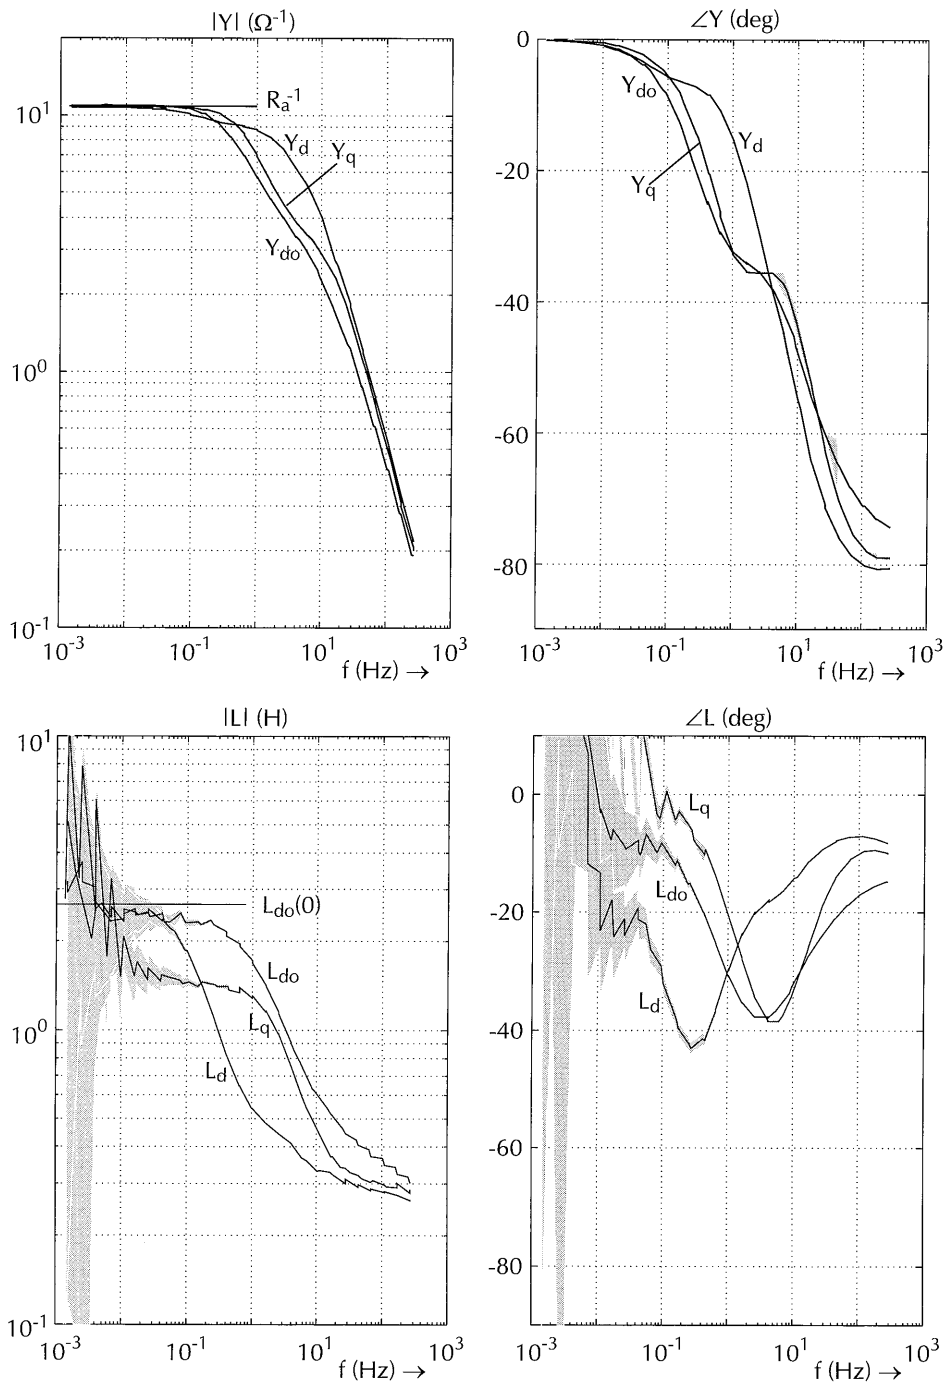 |Y| (Ω⁻¹)
10¹
10⁰
10⁻¹
Rₐ⁻¹
Y_d
Y_q
Y_do
10⁻³
10⁻¹
10¹
10³
f (Hz) →
∠Y (deg)
0
-20
-40
-60
-80
Y_do
Y_d
Y_q
10⁻³
10⁻¹
10¹
10³
f (Hz) →
|L| (H)
10¹
10⁰
10⁻¹
L_do(0)
L_do
L_q
L_d
10⁻³
10⁻¹
10¹
10³
f (Hz) →
∠L (deg)
0
-20
-40
-60
-80
L_q
L_do
L_d
10⁻³
10⁻¹
10¹
10³
f (Hz) →